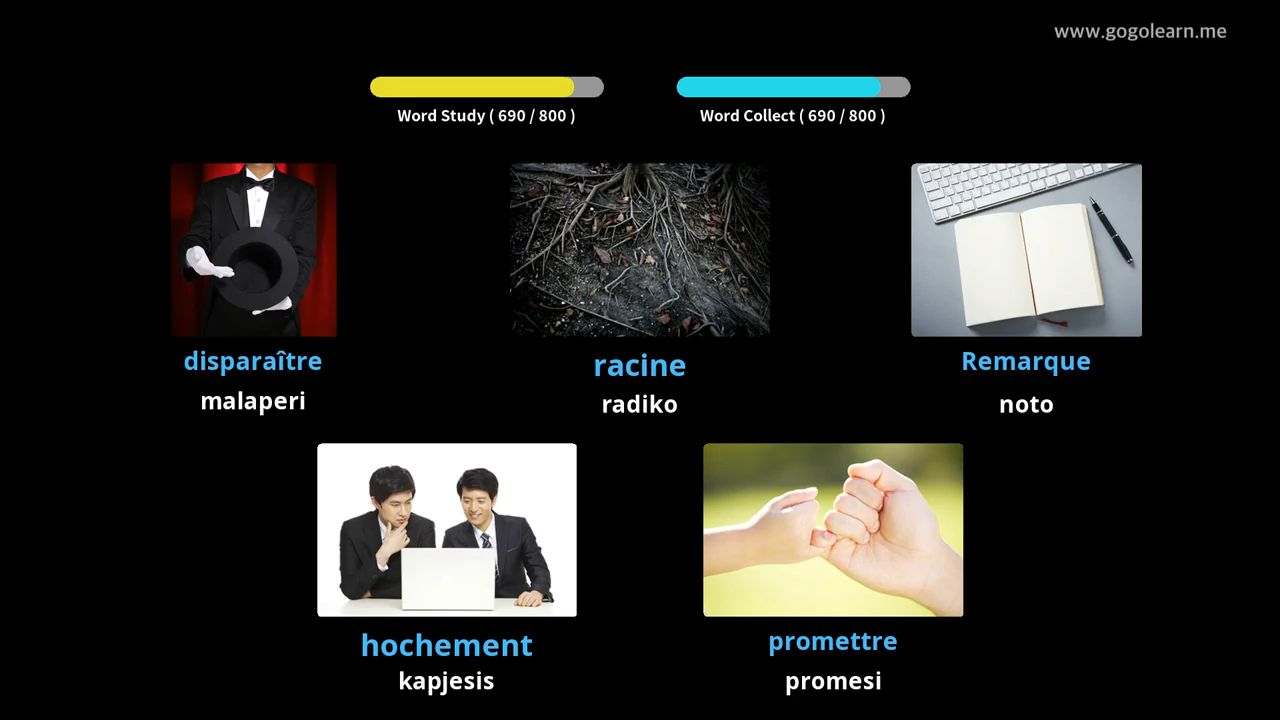 www.gogolearn.me
Word Study ( 690 / 800 )
Word Collect ( 690 / 800 )
disparaître
racine
Remarque
malaperi
radiko
noto
hochement
promettre
kapjesis
promesi